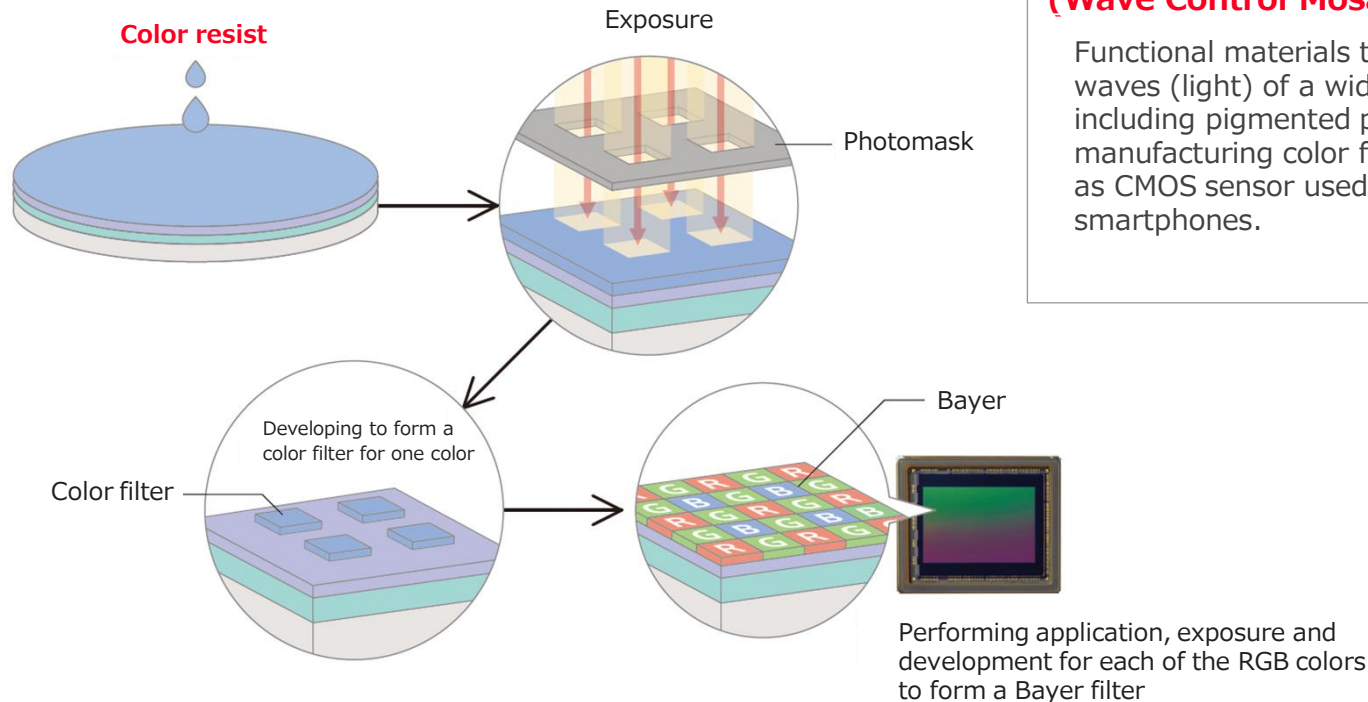 Color resist
Exposure
Photomask
(Wave Control
Functional materials
waves (light) of a
including pigmented
manufacturing color
as CMOS sensor used
smartphones.
Developing to form a
color filter for one color
Color filter
Bayer
G R G G R
G B G B G R B
R G R G R G
G B G B G
R G R G
Performing application, exposure and
development for each of the RGB colors
to form a Bayer filter